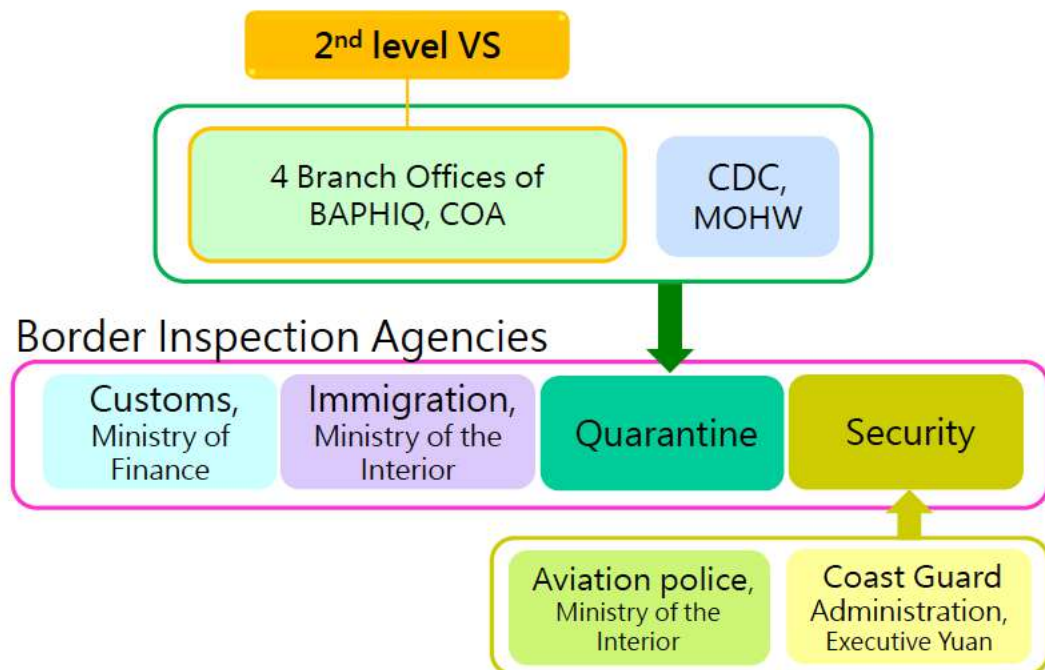 2nd level VS
4 Branch Offices of
BAPHIQ, COA
CDC,
MOHW
Border Inspection Agencies
Customs,
Ministry of
Finance
Immigration,
Ministry of the
Interior
Quarantine
Security
Aviation police,
Ministry of the
Interior
Coast Guard
Administration,
Executive Yuan